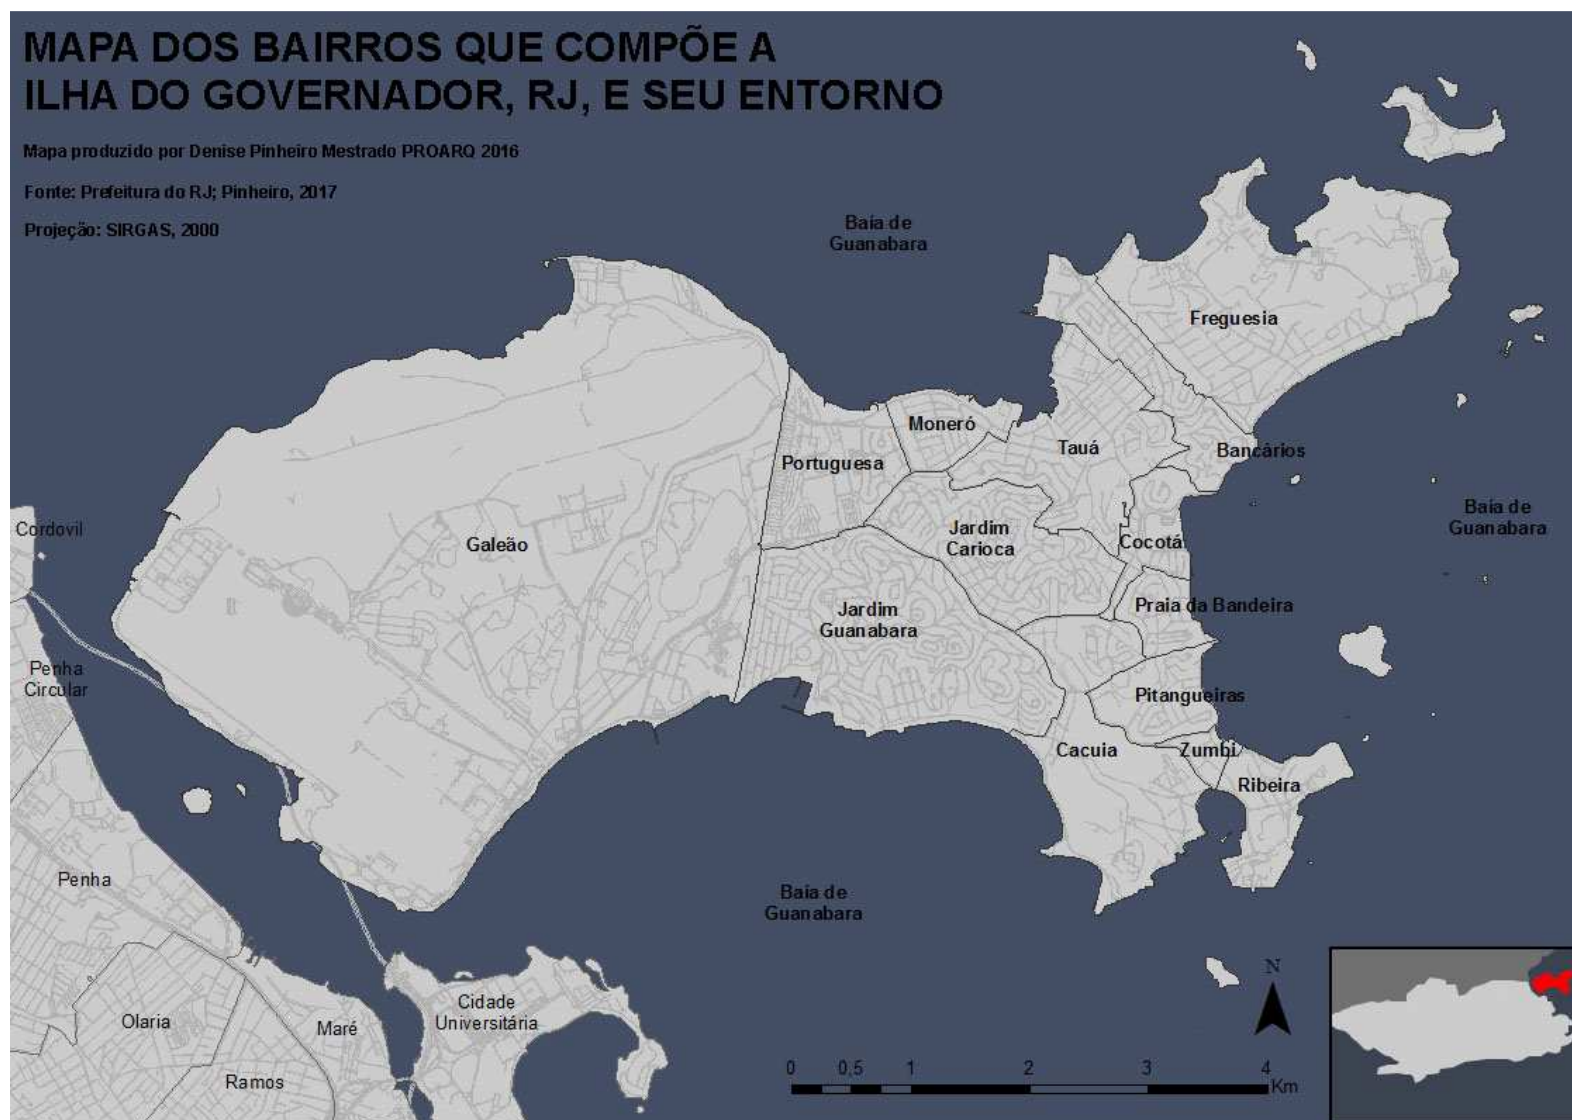 MAPA DOS BAIRROS QUE COMPÕE A
ILHA DO GOVERNADOR, RJ, E SEU ENTORNO
Mapa produzido por Denise Pinheiro Mestrado PROARQ 2016
Fonte: Prefeitura do RJ; Pinheiro, 2017
Projeção: SIRGAS, 2000
Baía de
Guanabara
Freguesia
Moneró
Portuguesa
Tauá
Bancários
Baía de
Guanabara
Cordovil
Galeão
Jardim
Carioca
Cocotá
Jardim
Guanabara
Praia da Bandeira
Penha
Circular
Pitangueiras
Cacuia
Zumbi
Ribeira
Penha
Baía de
Guanabara
Cidade
Universitária
Olaria
Maré
Ramos
N
0 0,5 1 2 3 4
Km